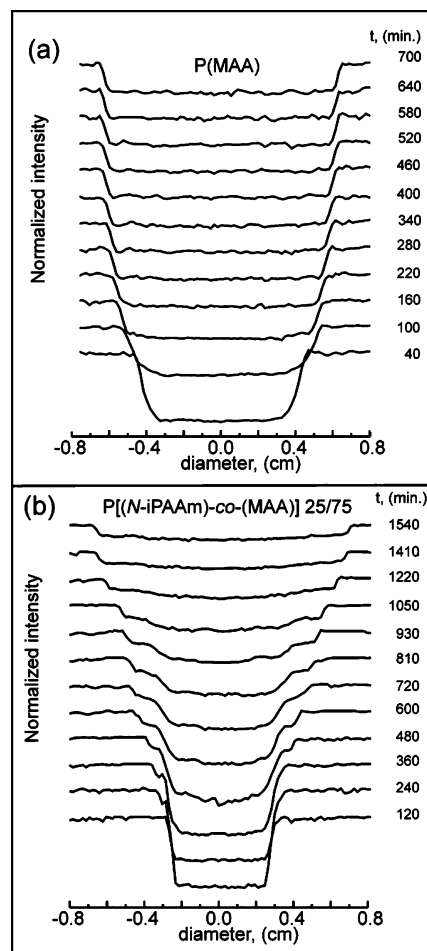 (a)
P(MAA)
t, (min.)
700
640
580
520
460
400
340
280
220
160
100
40
Normalized intensity
-0.8 -0.4 0.0 0.4 0.8
diameter, (cm)
(b)
P[(N-iPAAm)-co-(MAA)] 25/75
t, (min.)
1540
1410
1220
1050
930
810
720
600
480
360
240
120
Normalized intensity
-0.8 -0.4 0.0 0.4 0.8
diameter, (cm)